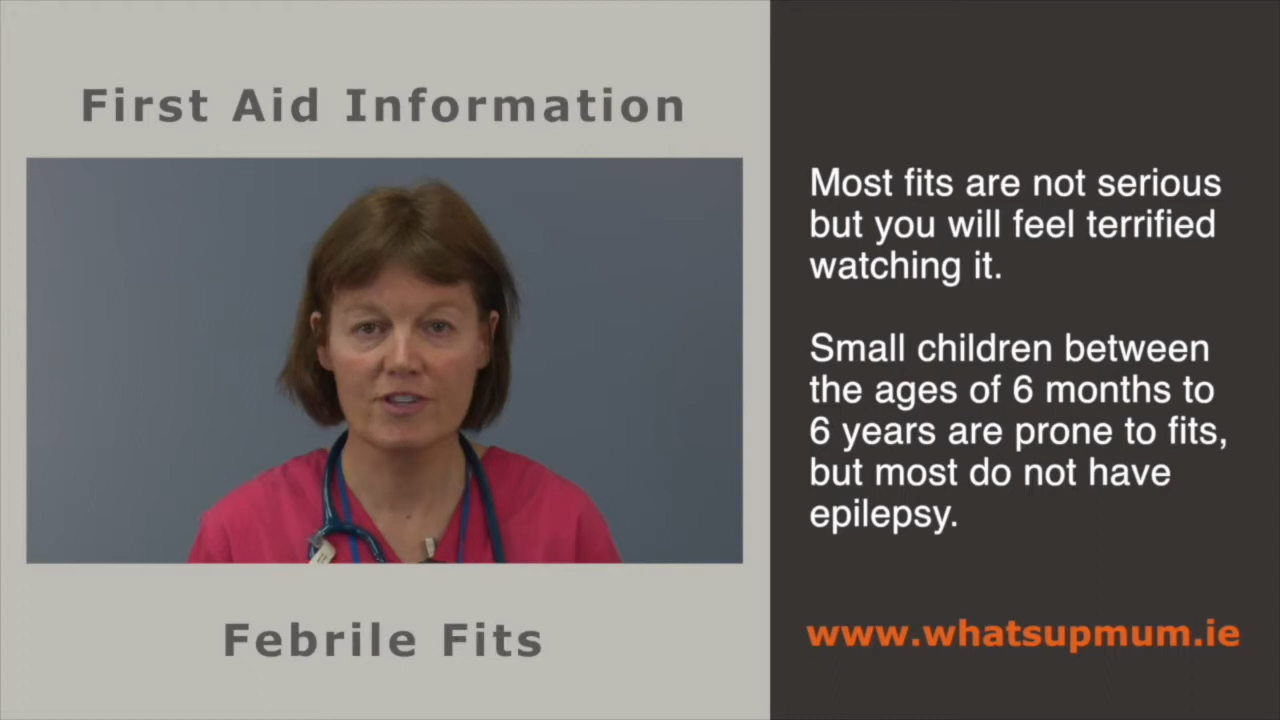 First Aid Information
Most fits are not serious
but you will feel terrified
watching it.
Small children between
the ages of 6 months to
6 years are prone to fits,
but most do not have
epilepsy.
Febrile Fits
www.whatsupmum.ie